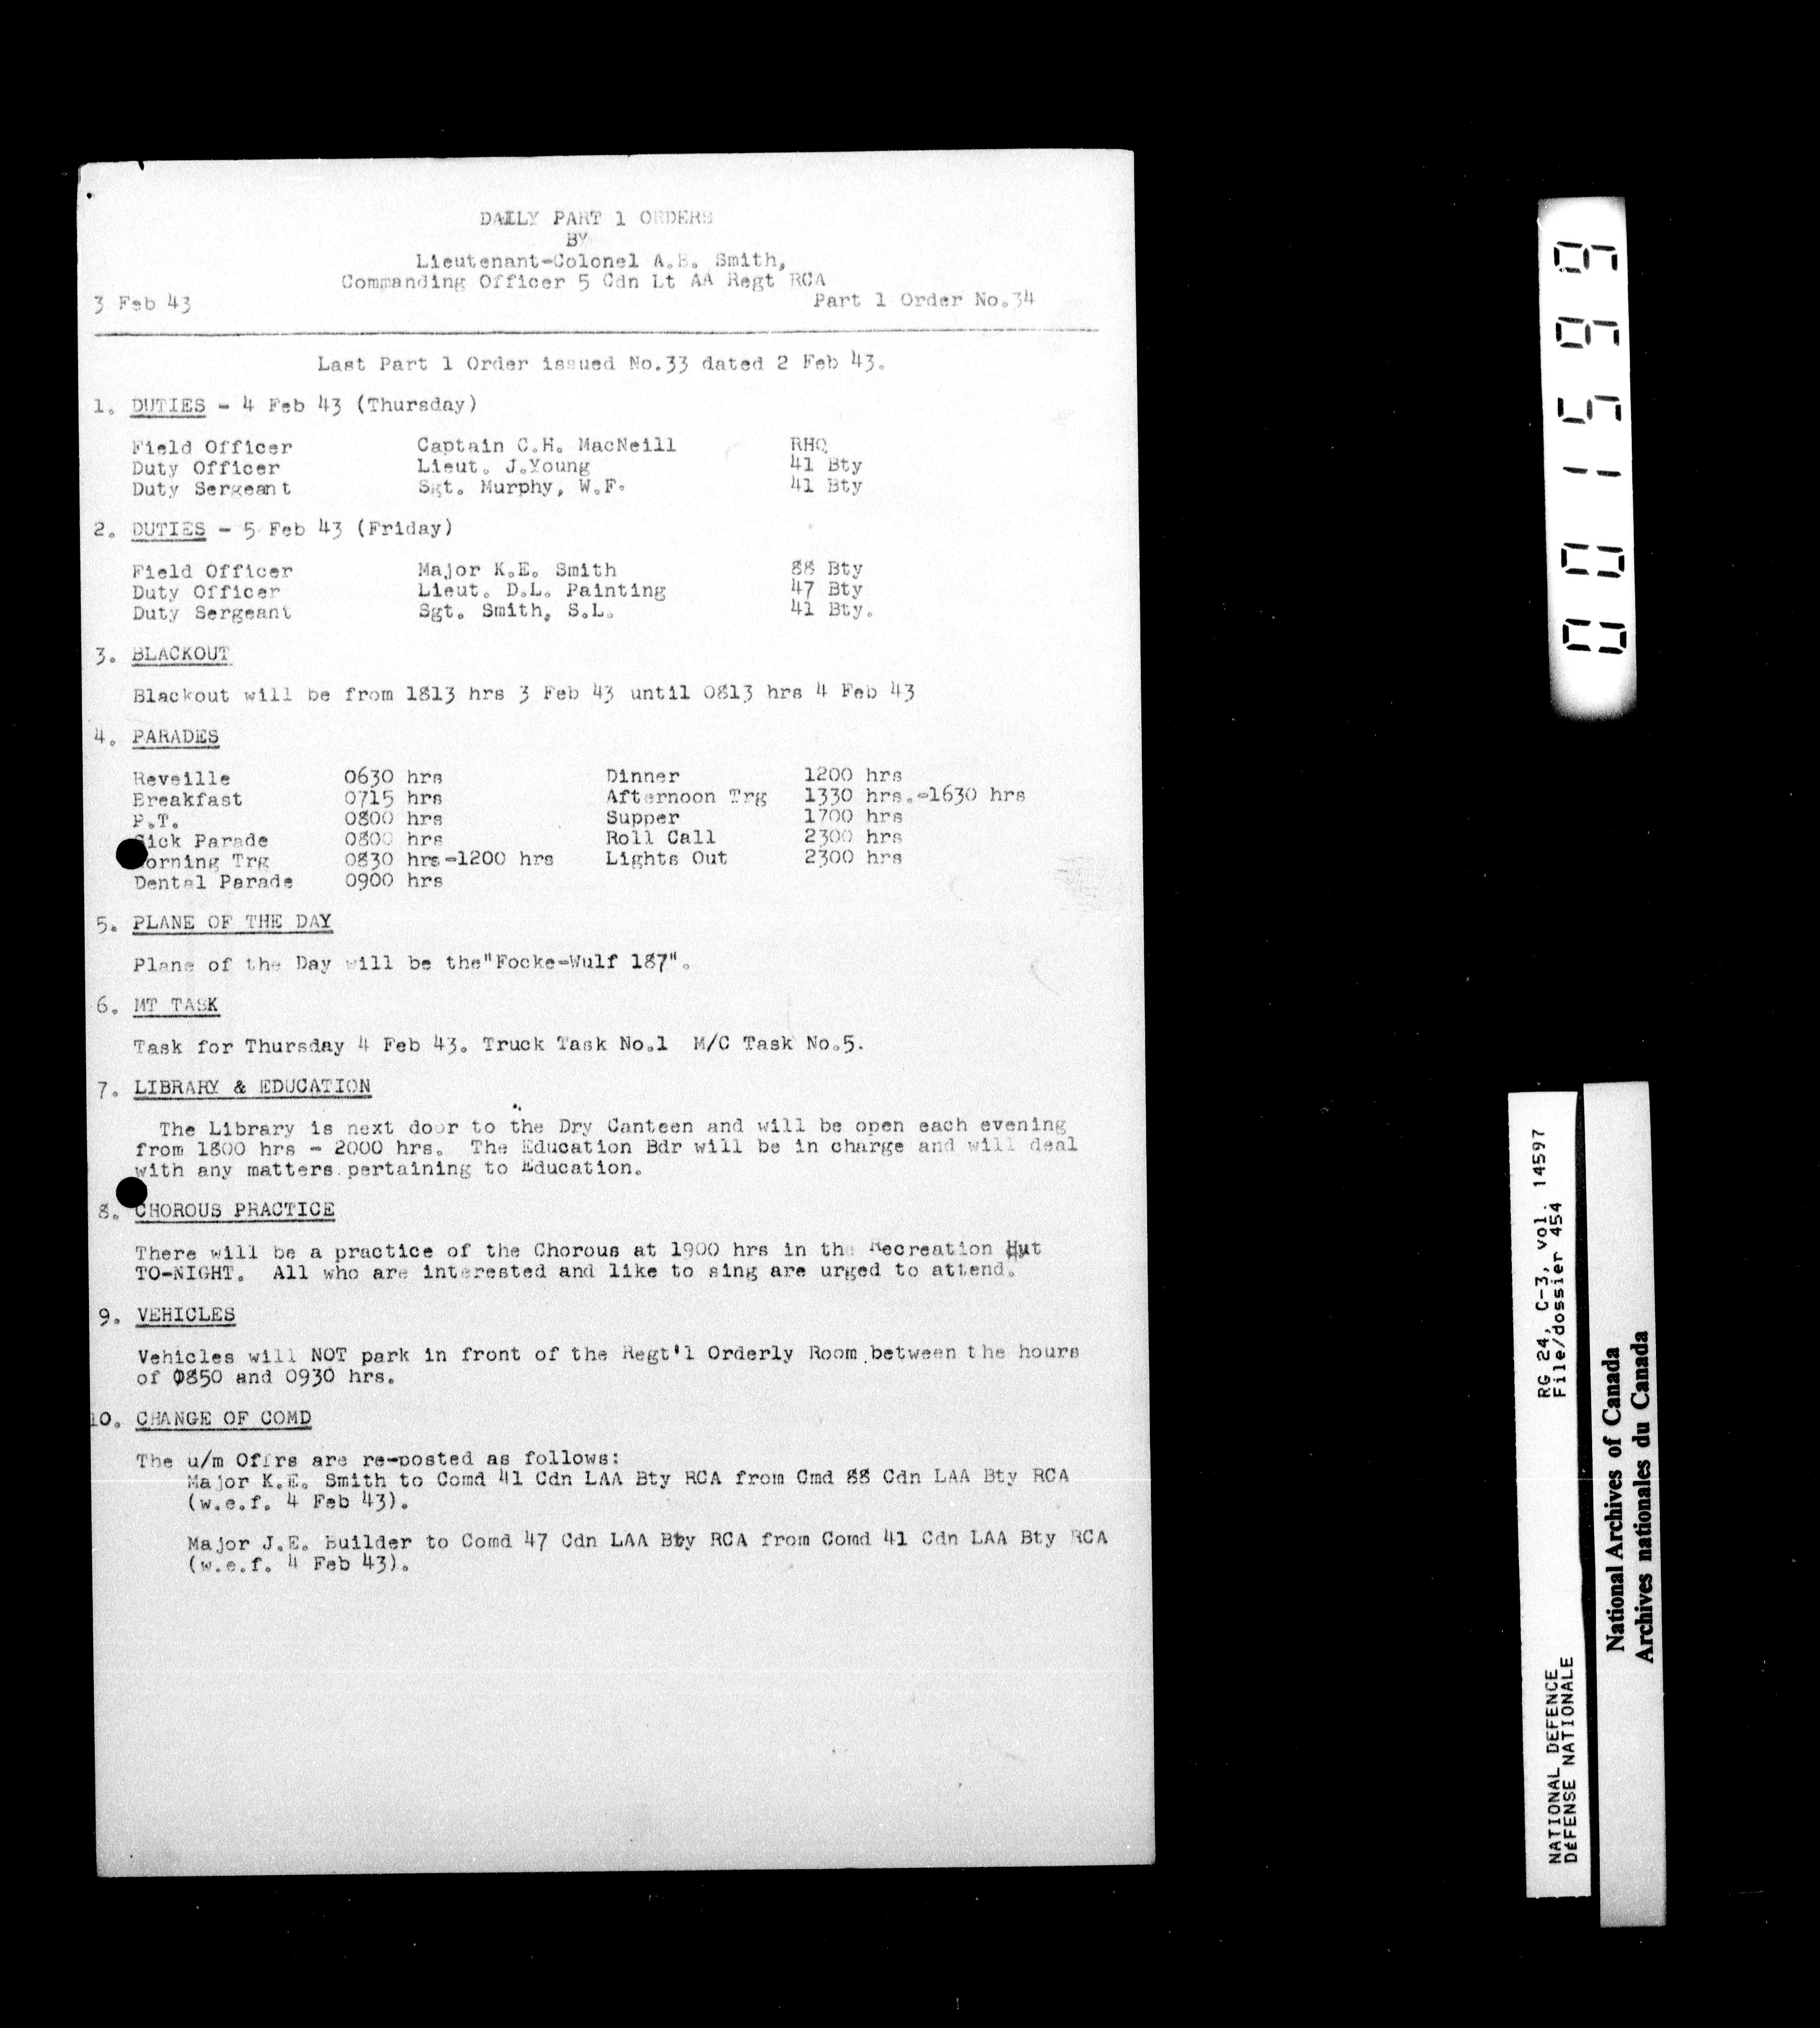 DAILY PART 1 ORDERS
BY
Lieutenant-Colonel A.B. Smith,
Commanding Officer 5 Cdn Lt AA Regt RCA
3 Feb 43 Part 1 Order No.34
Last Part 1 Order issued No.33 dated 2 Feb 43.
1. DUTIES - 4 Feb 43 (Thursday)
Field Officer Captain C.H. MacNeill RHQ
Duty Officer Lieut. J.Young 41 Bty
Duty Sergeant Sgt. Murphy, W.F. 41 Bty
2. DUTIES - 5 Feb 43 (Friday)
Field Officer Major K.E. Smith 88 Bty
Duty Officer Lieut. D.L. Painting 47 Bty
Duty Sergeant Sgt. Smith, S.L. 41 Bty.
3. BLACKOUT
Blackout will be from 1813 hrs 3 Feb 43 until 0813 hrs 4 Feb 43
4. PARADES
Reveille 0630 hrs Dinner 1200 hrs
Breakfast 0715 hrs Afternoon Trg 1330 hrs.-1630 hrs
P.T. 0800 hrs Supper 1700 hrs
Sick Parade 0800 hrs Roll Call 2300 hrs
Morning Trg 0830 hrs-1200 hrs Lights Out 2300 hrs
Dental Parade 0900 hrs
5. PLANE OF THE DAY
Plane of the Day will be the"Focke-Wulf 187".
6. MT TASK
Task for Thursday 4 Feb 43. Truck Task No.1 M/C Task No.5.
7. LIBRARY & EDUCATION
The Library is next door to the Dry Canteen and will be open each evening
from 1800 hrs - 2000 hrs. The Education Bdr will be in charge and will deal
with any matters pertaining to Education.
8. CHOROUS PRACTICE
There will be a practice of the Chorous at 1900 hrs in the Recreation Hut
TO-NIGHT. All who are interested and like to sing are urged to attend.
9. VEHICLES
Vehicles will NOT park in front of the Regt'l Orderly Room between the hours
of 0850 and 0930 hrs.
10. CHANGE OF COMD
The u/m Offrs are re-posted as follows:
Major K.E. Smith to Comd 41 Cdn LAA Bty RCA from Cmd 88 Cdn LAA Bty RCA
(w.e.f. 4 Feb 43).
Major J.E. Builder to Comd 47 Cdn LAA Bty RCA from Comd 41 Cdn LAA Bty RCA
(w.e.f. 4 Feb 43).
001599
RG 24, C-3, vol. 14597
File/dossier 454
NATIONAL DEFENCE
DÉFENSE NATIONALE
National Archives of Canada
Archives nationales du Canada